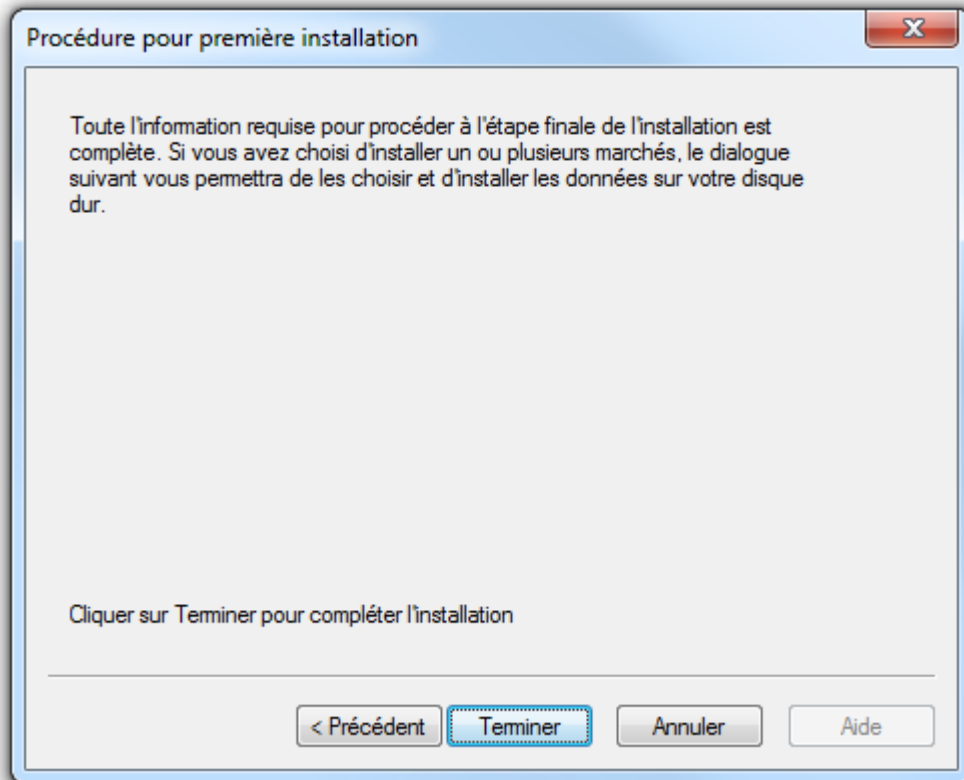 Procédure pour première installation
Toute l'information requise pour procéder à l'étape finale de l'installation est
complète. Si vous avez choisi d'installer un ou plusieurs marchés, le dialogue
suivant vous permettra de les choisir et d'installer les données sur votre disque
dur.
Cliquer sur Terminer pour compléter l'installation
< Précédent Terminer Annuler Aide